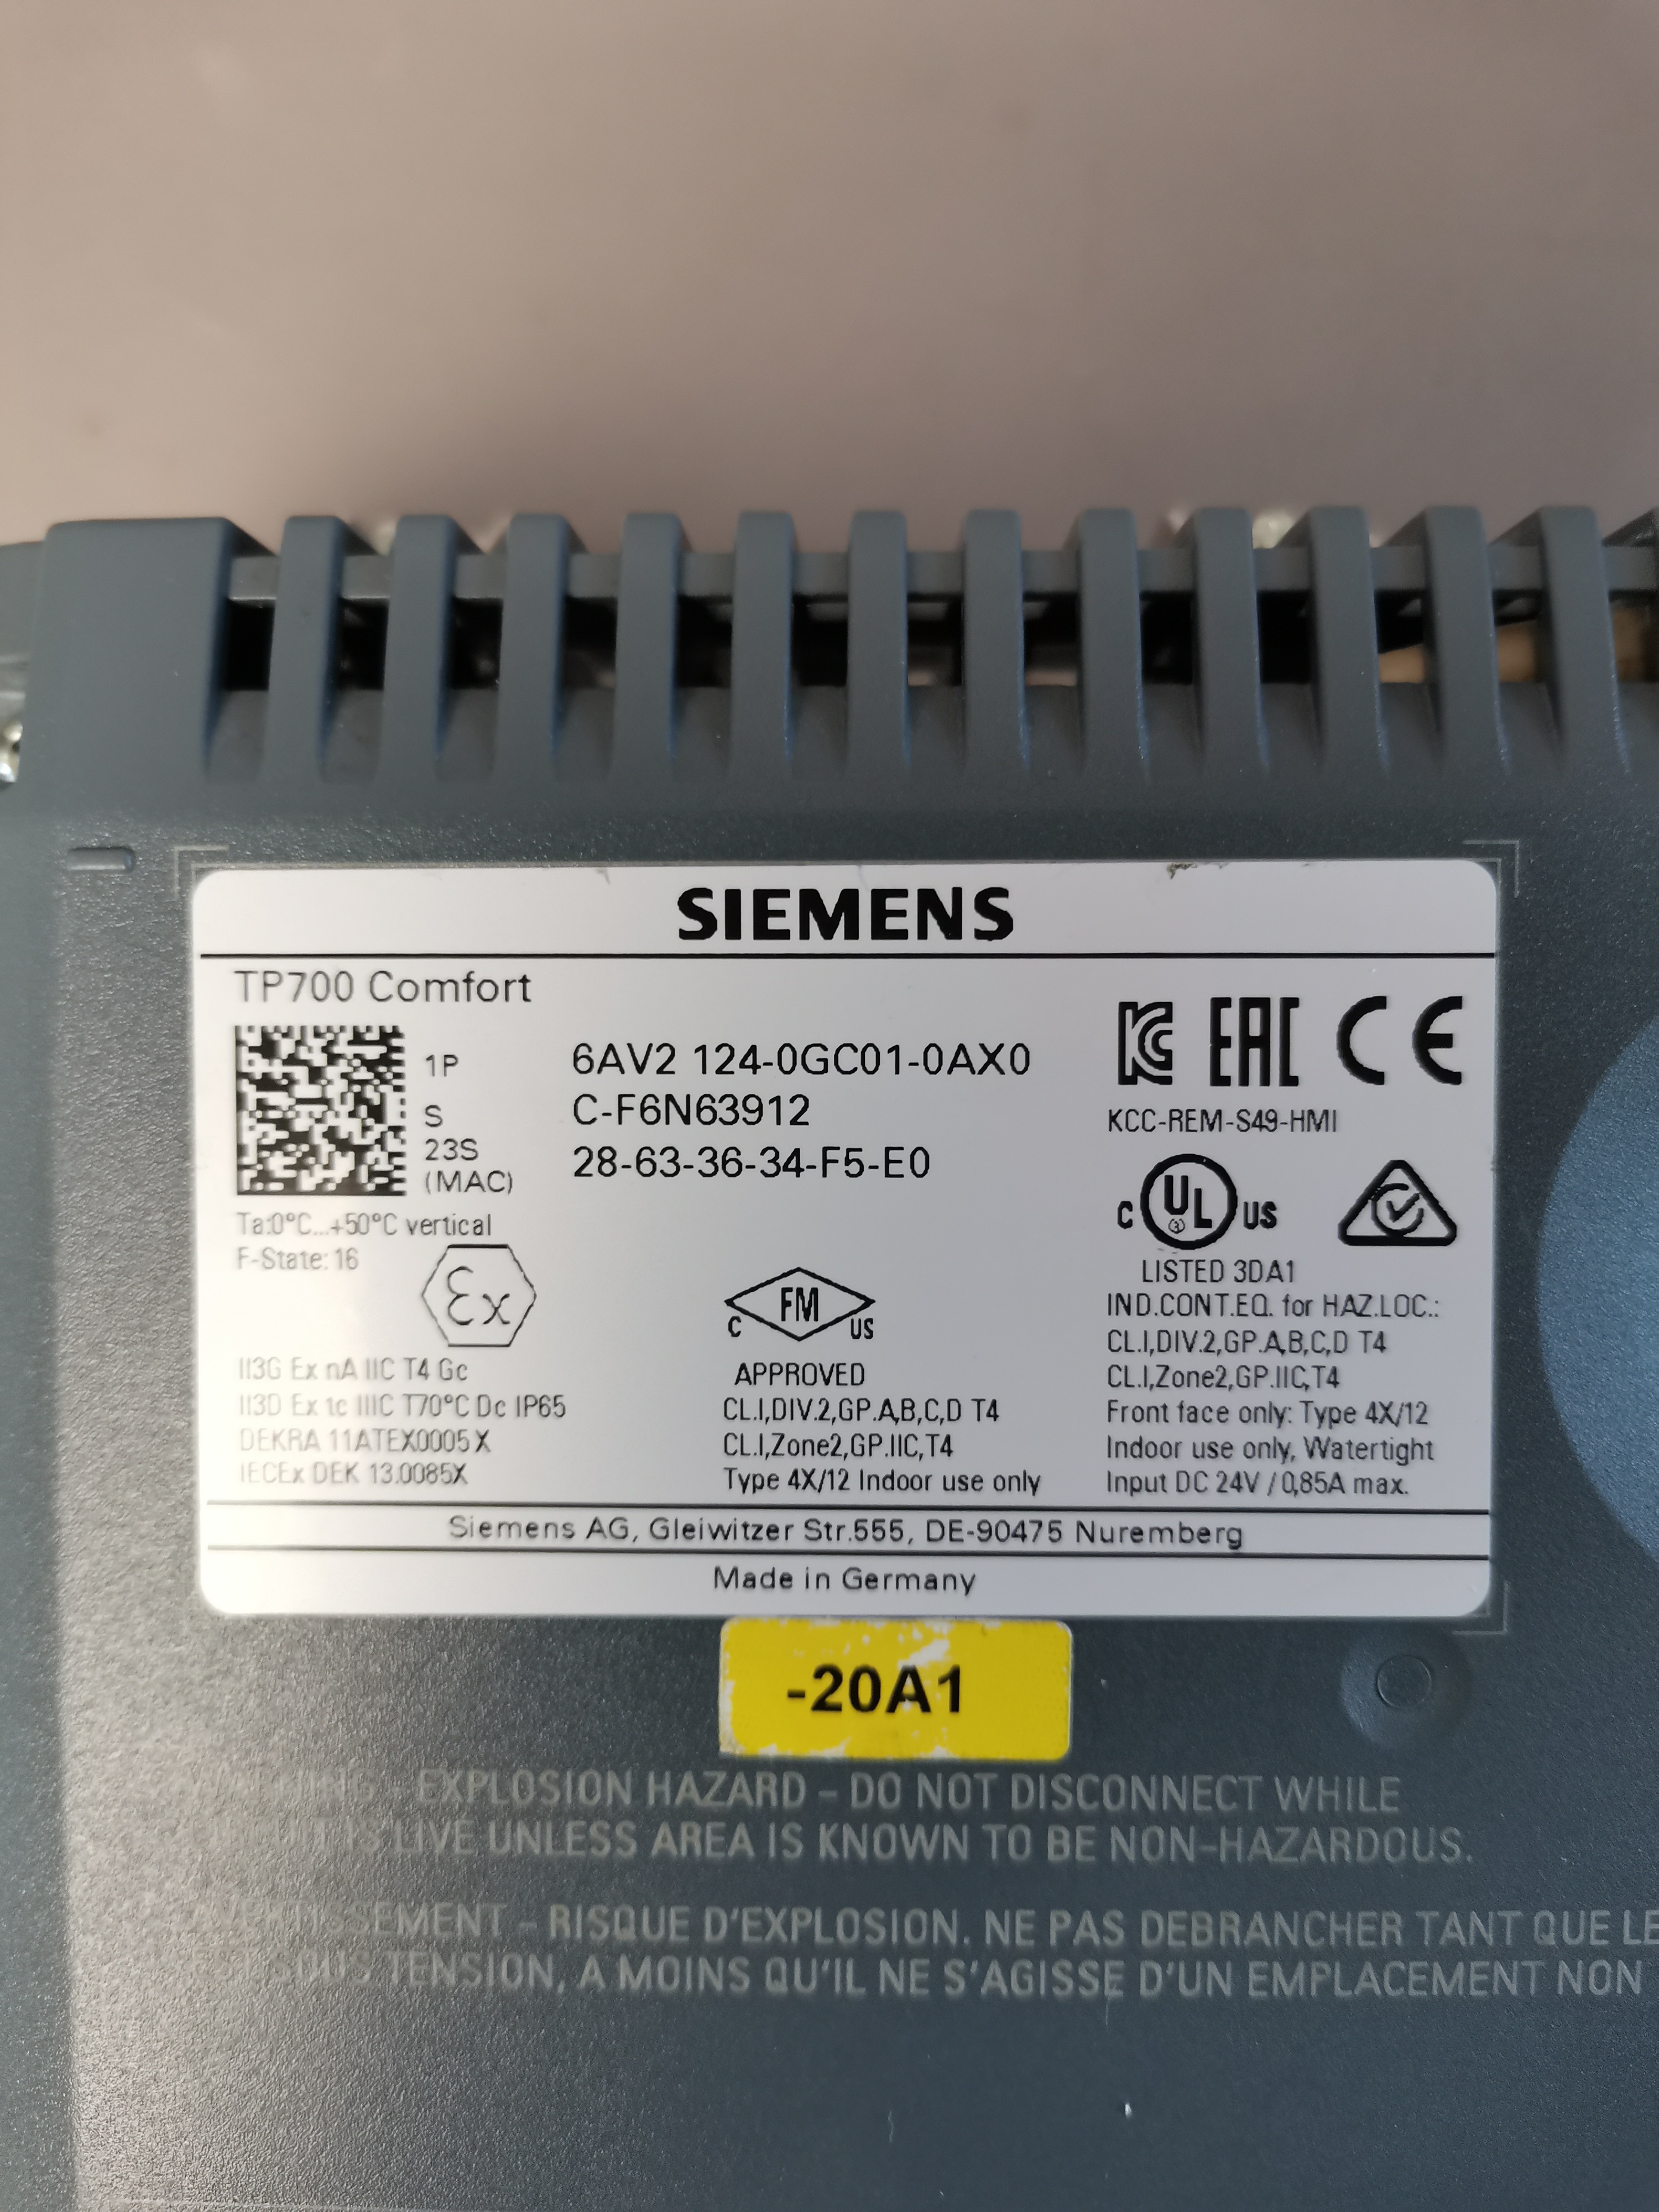 SIEMENS
TP700 Comfort
1P 6AV2 124-0GC01-0AX0
S C-F6N63912
23S (MAC) 28-63-36-34-F5-E0
Ta:0°C...+50°C vertical
F-State: 16
Ex
II3G Ex nA IIC T4 Gc
II3D Ex tc IIIC T70°C Dc IP65
DEKRA 11ATEX0005 X
IECEx DEK 13.0085X
C FM US
APPROVED
CL.I,DIV.2,GP.A,B,C,D T4
CL.I,Zone2,GP.IIC,T4
Type 4X/12 Indoor use only
KC EAC CE
KCC-REM-S49-HMI
C UL US
LISTED 3DA1
IND.CONT.EQ. for HAZ.LOC.:
CL.I,DIV.2,GP.A,B,C,D T4
CL.I,Zone2,GP.IIC,T4
Front face only: Type 4X/12
Indoor use only, Watertight
Input DC 24V / 0,85A max.
Siemens AG, Gleiwitzer Str.555, DE-90475 Nuremberg
Made in Germany
-20A1
- EXPLOSION HAZARD - DO NOT DISCONNECT WHILE
IS LIVE UNLESS AREA IS KNOWN TO BE NON-HAZARDOUS.
- RISQUE D'EXPLOSION. NE PAS DEBRANCHER TANT QUE LE
SOUS TENSION, A MOINS QU'IL NE S'AGISSE D'UN EMPLACEMENT NON